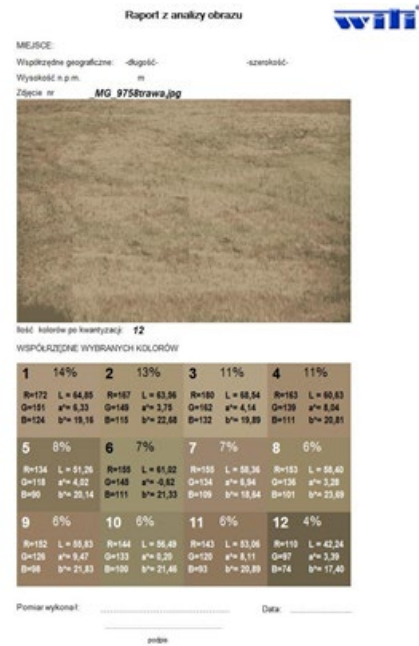 Raport z analizy obrazu
witi
MIEJSCE:
Współrzędne geograficzne: -długość- -szerokość-
Wysokość n.p.m. m
Zdjęcie nr _MG_9758trawa.jpg
Ilość kolorów po kwantyzacji: 12
WSPÓŁRZĘDNE WYBRANYCH KOLORÓW
1 14% 2 13% 3 11% 4 11%
R=172 L = 64,85 R=167 L = 63,96 R=180 L = 68,54 R=163 L = 60,63
G=151 a*= 6,33 G=149 a*= 3,75 G=162 a*= 4,14 G=139 a*= 8,04
B=124 b*= 19,16 B=115 b*= 22,68 B=132 b*= 19,89 B=111 b*= 20,81
5 8% 6 7% 7 7% 8 6%
R=134 L = 51,26 R=155 L = 61,02 R=155 L = 58,36 R=153 L = 58,40
G=118 a*= 4,02 G=148 a*= -0,62 G=134 a*= 6,94 G=136 a*= 3,28
B=90 b*= 20,14 B=111 b*= 21,33 B=109 b*= 18,64 B=101 b*= 23,69
9 6% 10 6% 11 6% 12 4%
R=152 L = 55,83 R=144 L = 56,49 R=143 L = 53,06 R=110 L = 42,24
G=126 a*= 9,47 G=133 a*= 0,20 G=120 a*= 8,11 G=97 a*= 3,39
B=98 b*= 21,83 B=100 b*= 21,46 B=93 b*= 20,89 B=74 b*= 17,40
Pomiar wykonał: Data:
podpis